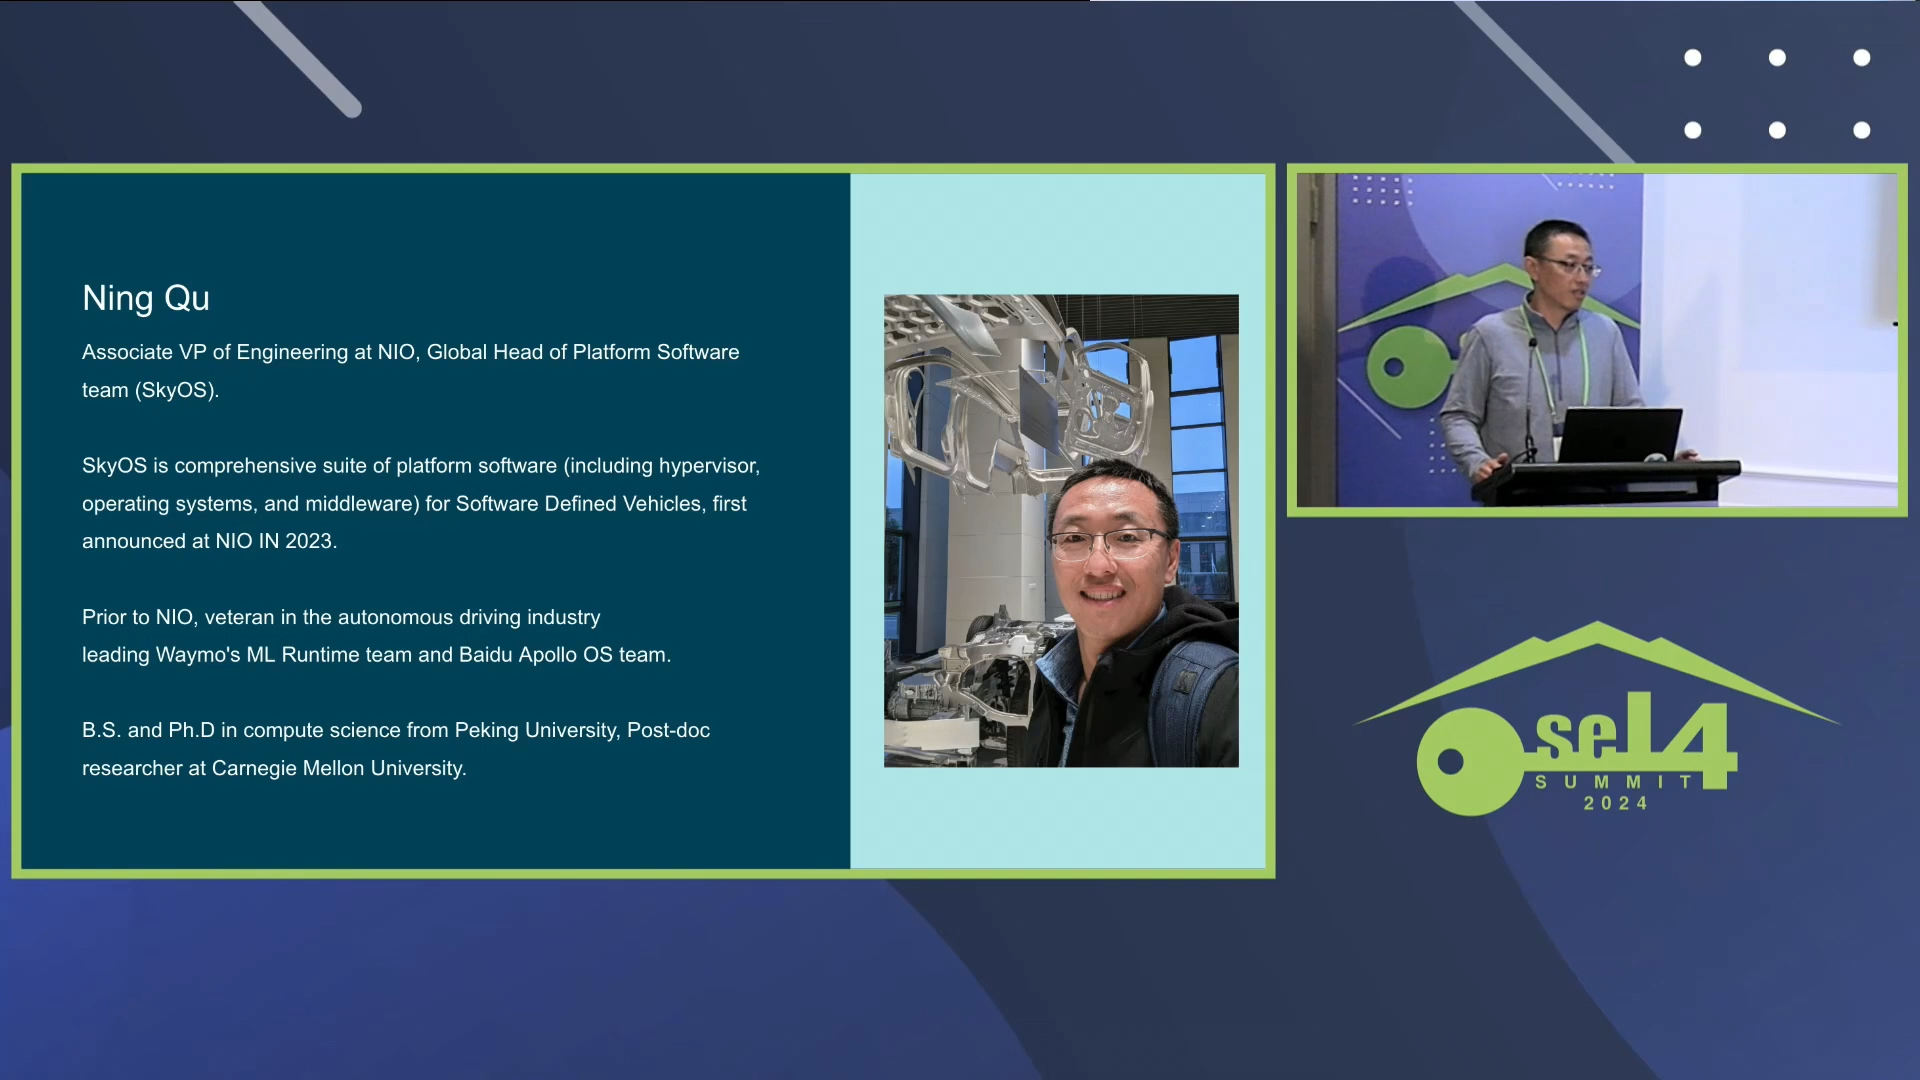 Ning Qu
Associate VP of Engineering at NIO, Global Head of Platform Software
team (SkyOS).
SkyOS is comprehensive suite of platform software (including hypervisor,
operating systems, and middleware) for Software Defined Vehicles, first
announced at NIO IN 2023.
Prior to NIO, veteran in the autonomous driving industry
leading Waymo's ML Runtime team and Baidu Apollo OS team.
B.S. and Ph.D in compute science from Peking University, Post-doc
researcher at Carnegie Mellon University.
seL4
SUMMIT
2024